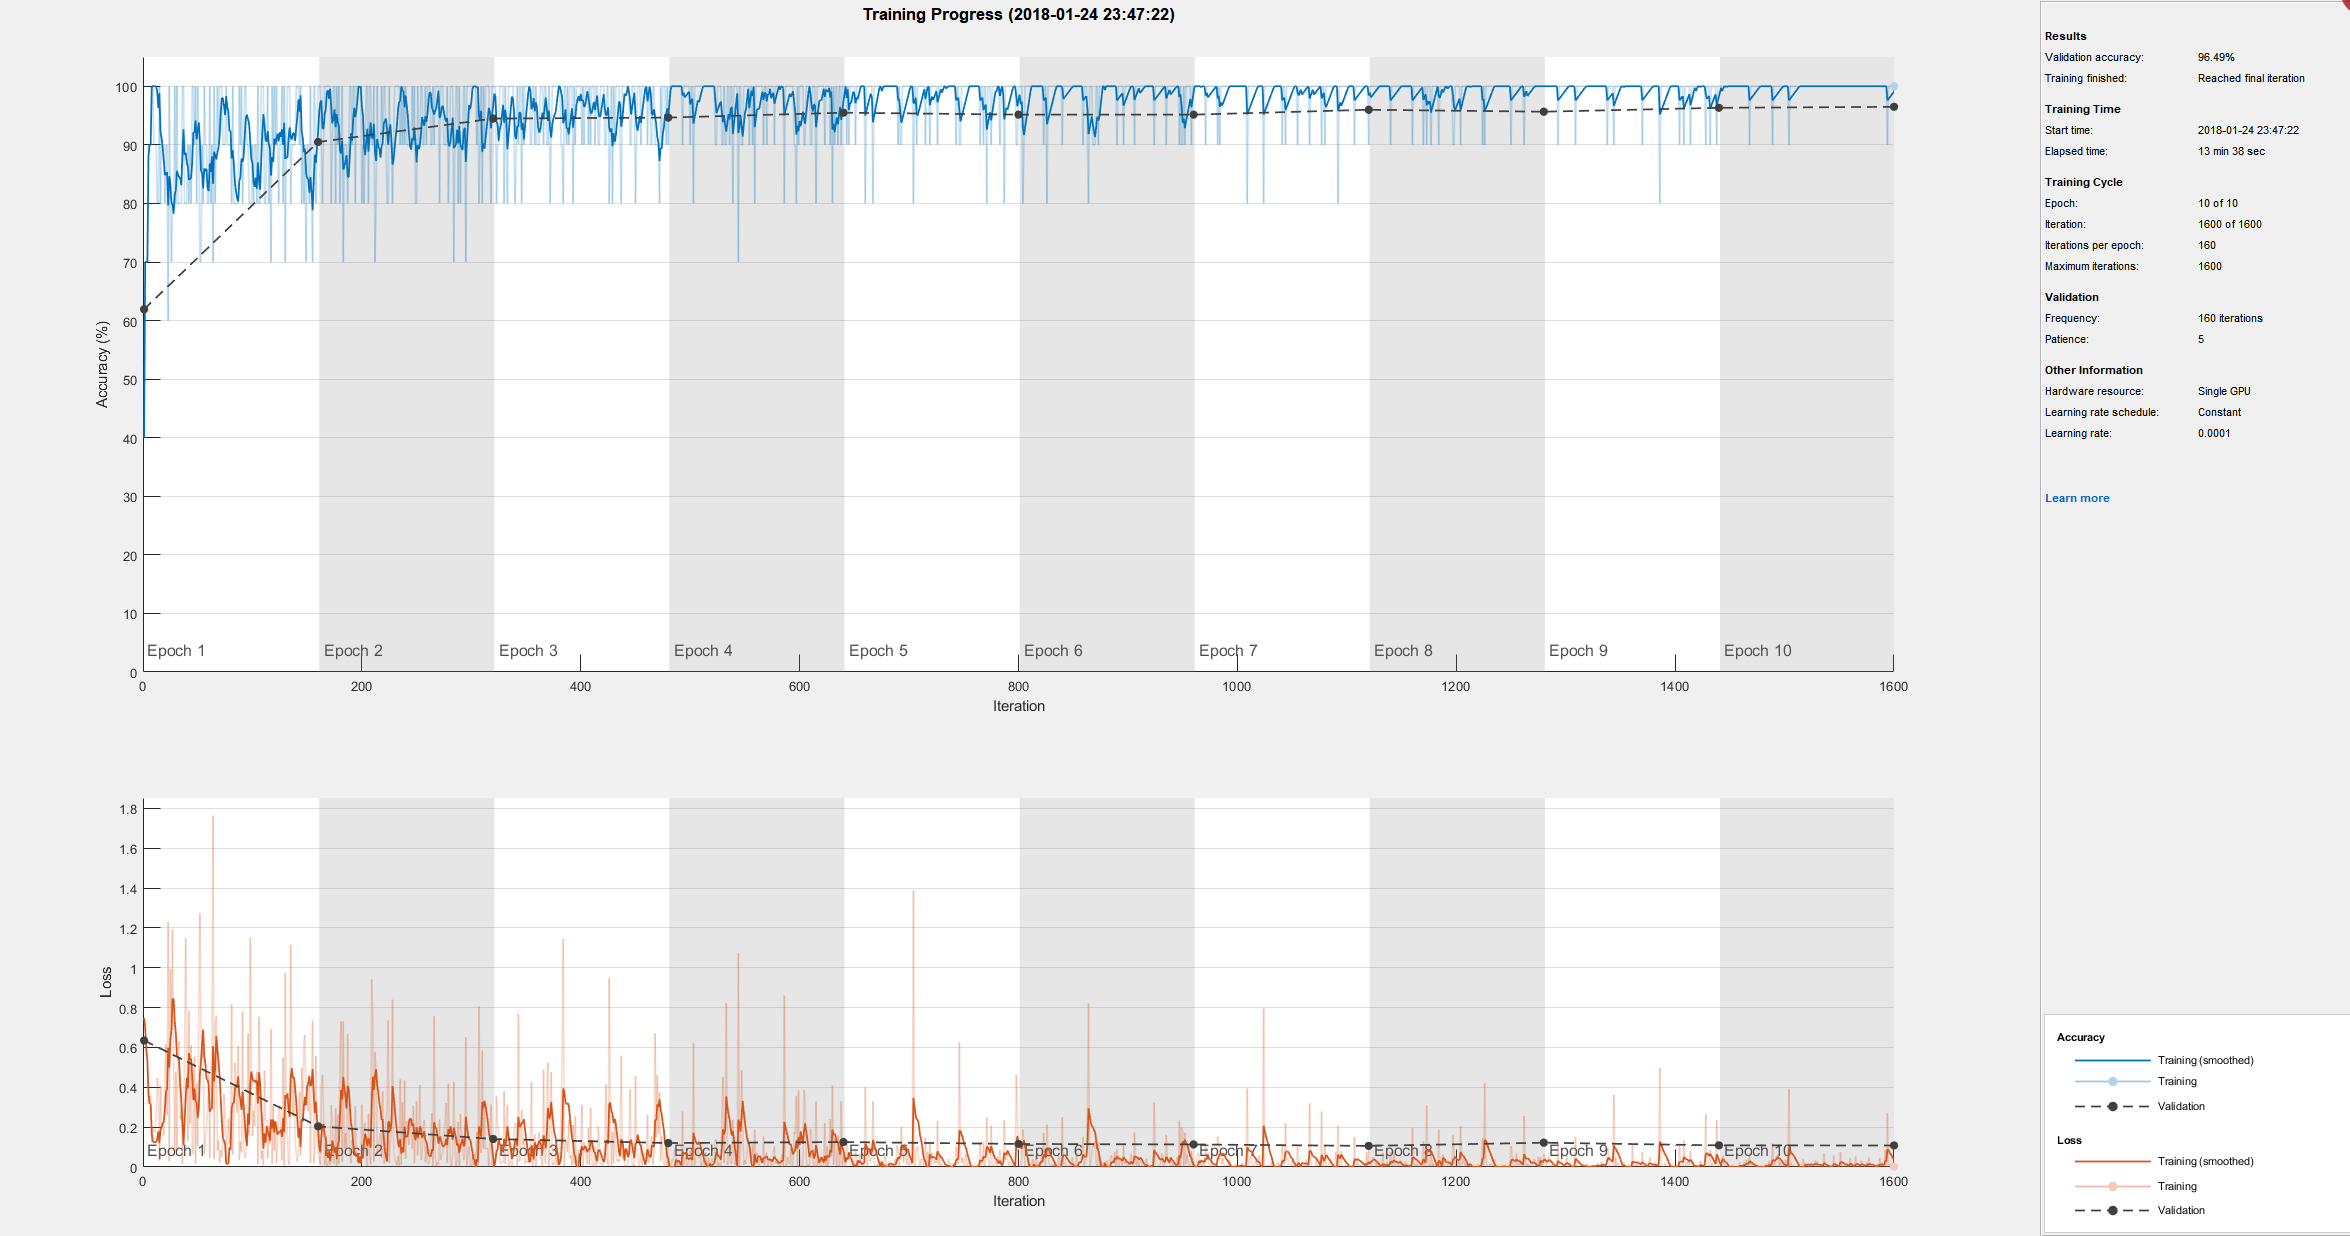 Training Progress (2018-01-24 23:47:22)
Accuracy (%)
100
90
80
70
60
50
40
30
20
10
0
Epoch 1 Epoch 2 Epoch 3 Epoch 4 Epoch 5 Epoch 6 Epoch 7 Epoch 8 Epoch 9 Epoch 10
0 200 400 600 800 1000 1200 1400 1600
Iteration
Loss
1.8
1.6
1.4
1.2
1
0.8
0.6
0.4
0.2
0
Epoch 1 Epoch 2 Epoch 3 Epoch 4 Epoch 5 Epoch 6 Epoch 7 Epoch 8 Epoch 9 Epoch 10
0 200 400 600 800 1000 1200 1400 1600
Iteration
Results
Validation accuracy: 96.49%
Training finished: Reached final iteration
Training Time
Start time: 2018-01-24 23:47:22
Elapsed time: 13 min 38 sec
Training Cycle
Epoch: 10 of 10
Iteration: 1600 of 1600
Iterations per epoch: 160
Maximum iterations: 1600
Validation
Frequency: 160 iterations
Patience: 5
Other Information
Hardware resource: Single GPU
Learning rate schedule: Constant
Learning rate: 0.0001
Learn more
Accuracy
Training (smoothed)
Training
Validation
Loss
Training (smoothed)
Training
Validation